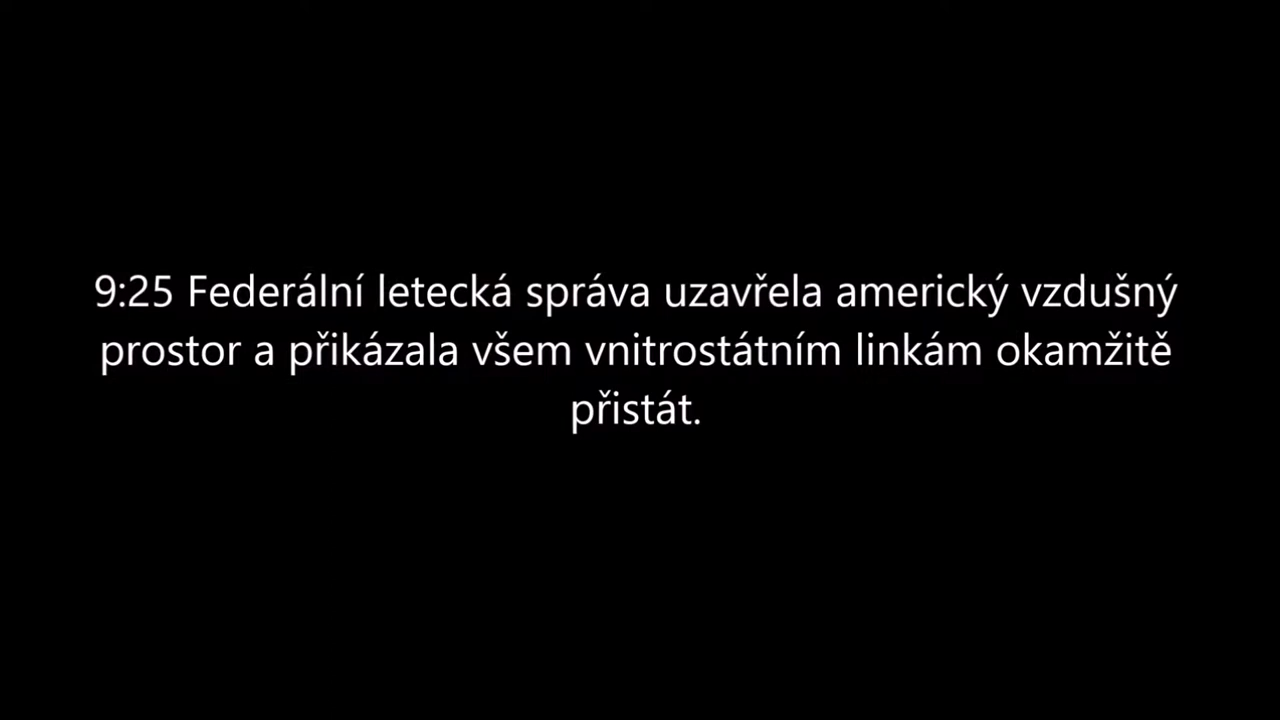 9:25 Federální letecká správa uzavřela americký vzdušný
prostor a přikázala všem vnitrostátním linkám okamžitě
přistát.